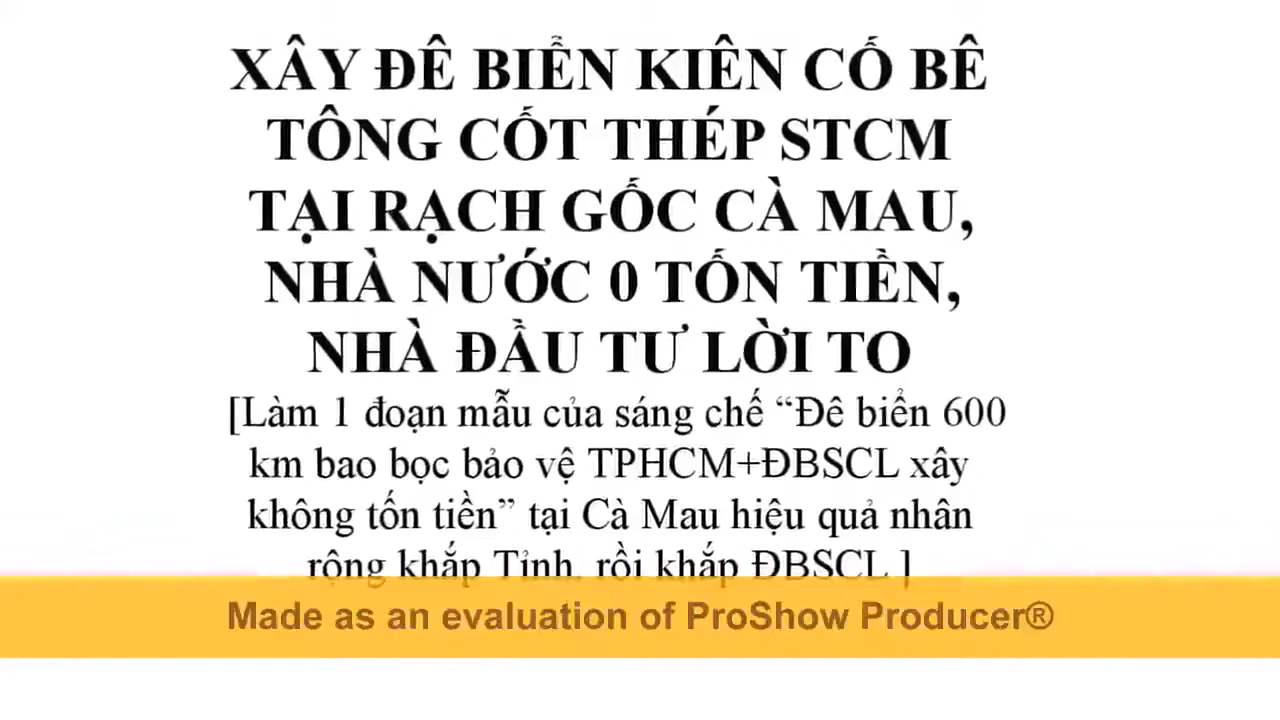 XÂY ĐÊ BIỂN KIÊN CỐ BÊ
TÔNG CỐT THÉP STCM
TẠI RẠCH GỐC CÀ MAU,
NHÀ NƯỚC 0 TỐN TIỀN,
NHÀ ĐẦU TƯ LỜI TO
[Làm 1 đoạn mẫu của sáng chế “Đê biển 600
km bao bọc bảo vệ TPHCM+ĐBSCL xây
không tốn tiền” tại Cà Mau hiệu quả nhân
rộng khắp Tỉnh, rồi khắp ĐBSCL ]
Made as an evaluation of ProShow Producer®